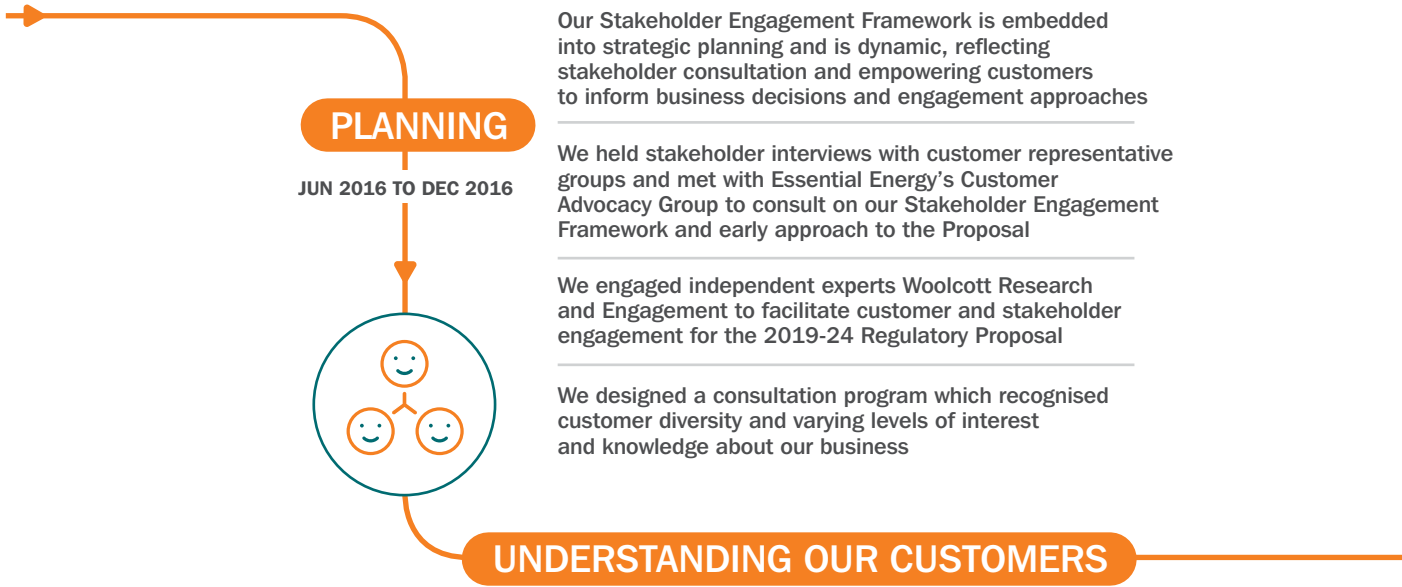 Our Stakeholder Engagement Framework is embedded
into strategic planning and is dynamic, reflecting
stakeholder consultation and empowering customers
to inform business decisions and engagement approaches
PLANNING
JUN 2016 TO DEC 2016
We held stakeholder interviews with customer representative
groups and met with Essential Energy's Customer
Advocacy Group to consult on our Stakeholder Engagement
Framework and early approach to the Proposal
We engaged independent experts Woolcott Research
and Engagement to facilitate customer and stakeholder
engagement for the 2019-24 Regulatory Proposal
We designed a consultation program which recognised
customer diversity and varying levels of interest
and knowledge about our business
UNDERSTANDING OUR CUSTOMERS